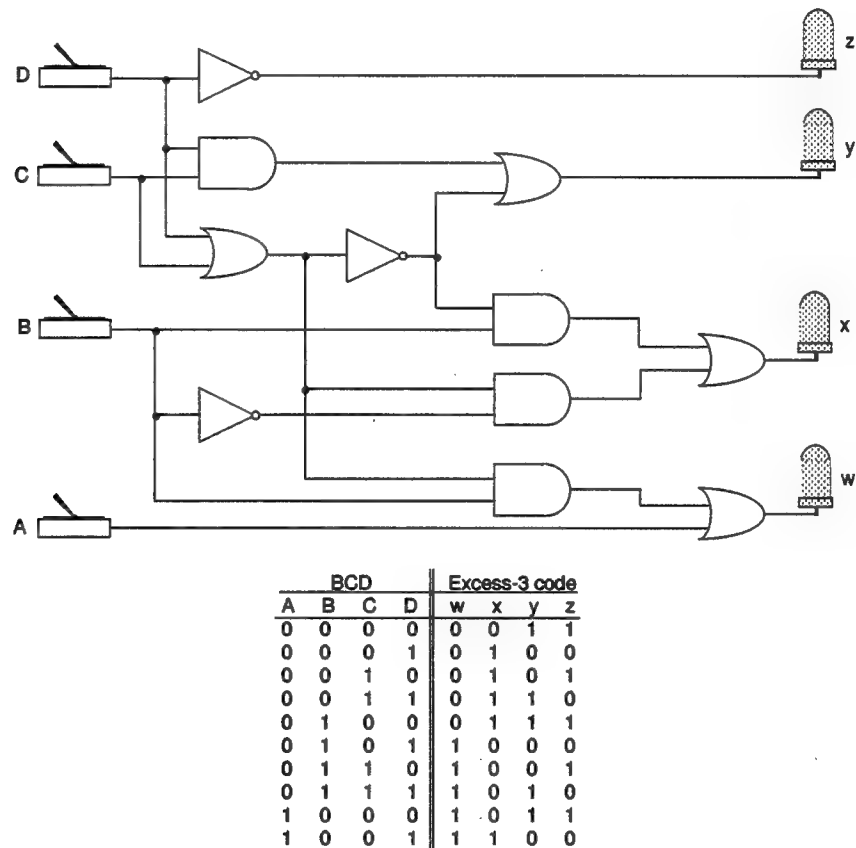 D
z
C
y
B
x
A
w
BCD Excess-3 code
A B C D w x y z
0 0 0 0 0 0 1 1
0 0 0 1 0 1 0 0
0 0 1 0 0 1 0 1
0 0 1 1 0 1 1 0
0 1 0 0 0 1 1 1
0 1 0 1 1 0 0 0
0 1 1 0 1 0 0 1
0 1 1 1 1 0 1 0
1 0 0 0 1 0 1 1
1 0 0 1 1 1 0 0